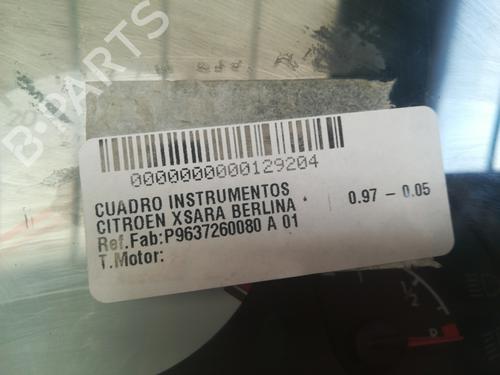 B-PARTS
0000000000129204
CUADRO INSTRUMENTOS
CITROEN XSARA BERLINA * 0.97 - 0.05
Ref.Fab:P9637260080 A 01
T.Motor: